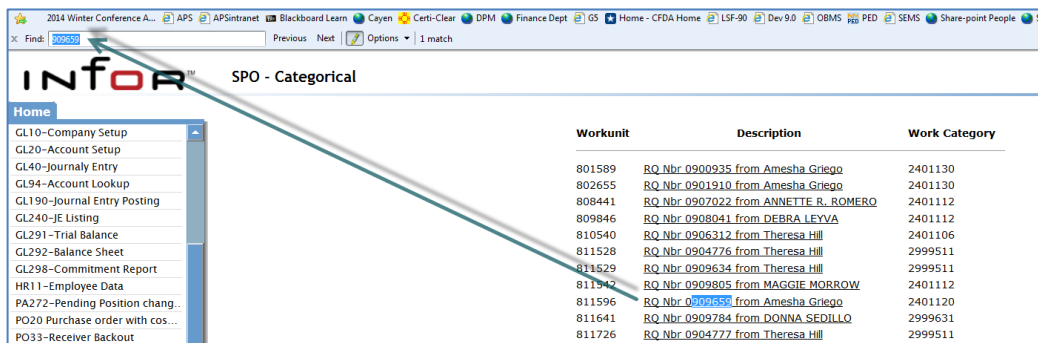 2014 Winter Conference A... APS APSintranet Blackboard Learn Cayen Certi-Clear DPM Finance Dept G5 Home - CFDA Home LSF-90 Dev 9.0 OBMS PED SEMS Share-point People
x Find: 909659 Previous Next Options 1 match
INFOR™ SPO - Categorical
Home
GL10-Company Setup
GL20-Account Setup
GL40-Journaly Entry
GL94-Account Lookup
GL190-Journal Entry Posting
GL240-JE Listing
GL291-Trial Balance
GL292-Balance Sheet
GL298-Commitment Report
HR11-Employee Data
PA272-Pending Position chang..
PO20 Purchase order with cos...
PO33-Receiver Backout
Workunit Description Work Category
801589 RQ Nbr 0900935 from Amesha Griego 2401130
802655 RQ Nbr 0901910 from Amesha Griego 2401130
808441 RQ Nbr 0907022 from ANNETTE R. ROMERO 2401112
809846 RQ Nbr 0908041 from DEBRA LEYVA 2401112
810540 RQ Nbr 0906312 from Theresa Hill 2401106
811528 RQ Nbr 0904776 from Theresa Hill 2999511
811529 RQ Nbr 0909634 from Theresa Hill 2999511
811542 RQ Nbr 0909805 from MAGGIE MORROW 2401112
811596 RQ Nbr 0909659 from Amesha Griego 2401120
811641 RQ Nbr 0909784 from DONNA SEDILLO 2999631
811726 RQ Nbr 0904777 from Theresa Hill 2999511